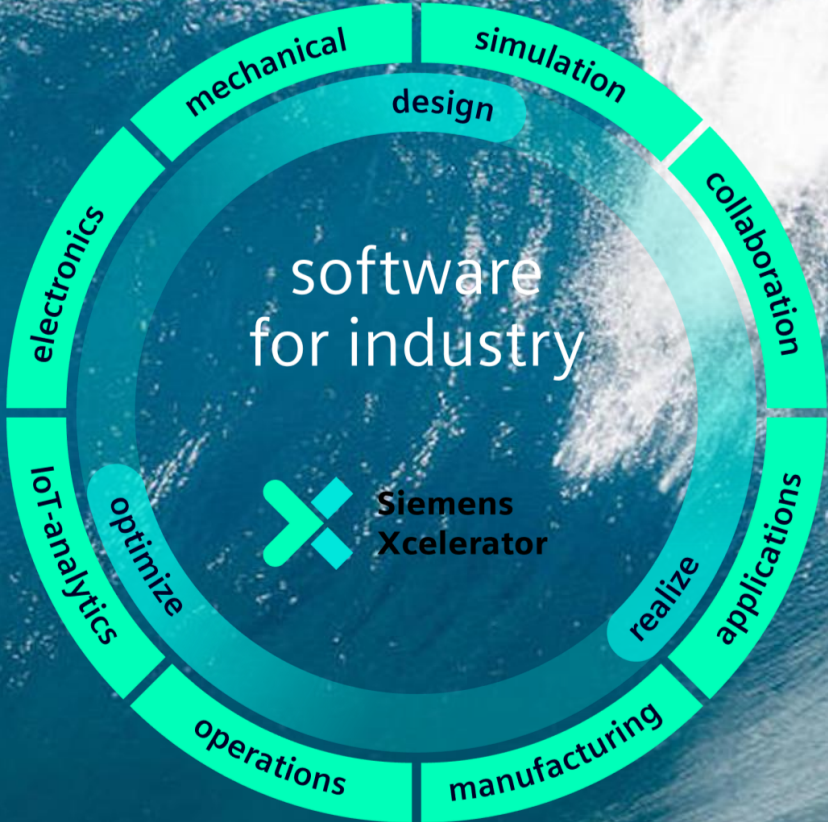 simulation
collaboration
applications
manufacturing
operations
IoT-analytics
electronics
mechanical
design
realize
optimize
software
for industry
Siemens
Xcelerator